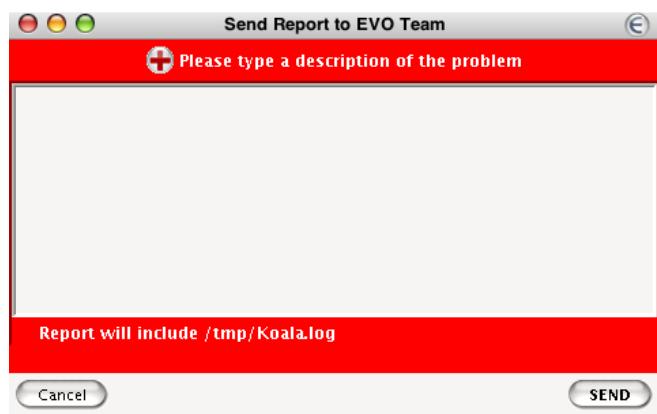 Send Report to EVO Team
Please type a description of the problem
Report will include /tmp/Koala.log
Cancel
SEND